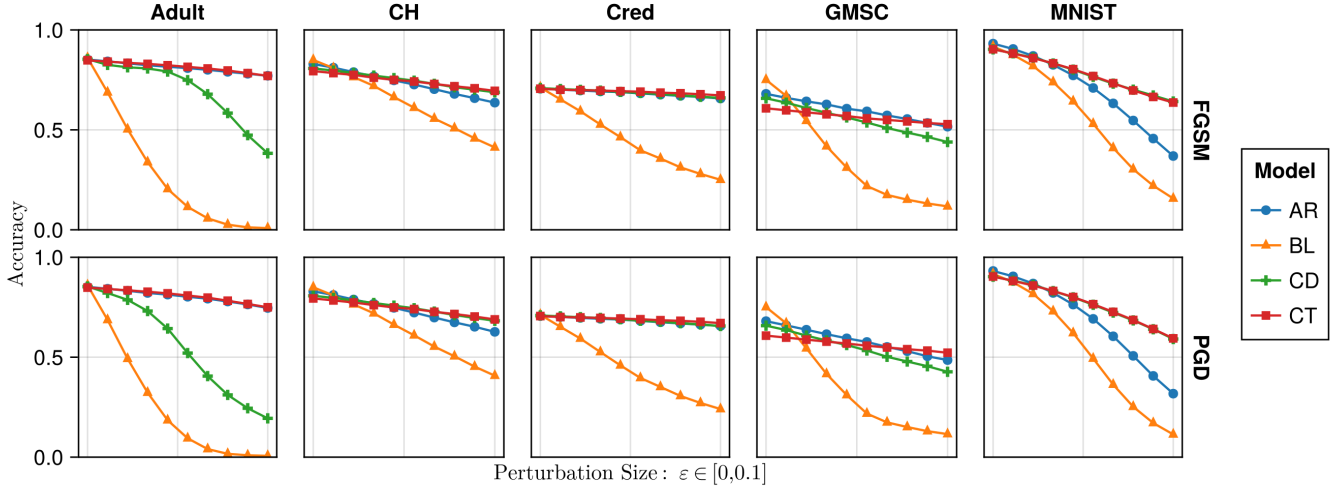 Adult CH Cred GMSC MNIST
1.0
0.5
0.0
FGSM
1.0
0.5
0.0
PGD
Accuracy
Perturbation Size: ε∈[0,0.1]
Model
AR
BL
CD
CT